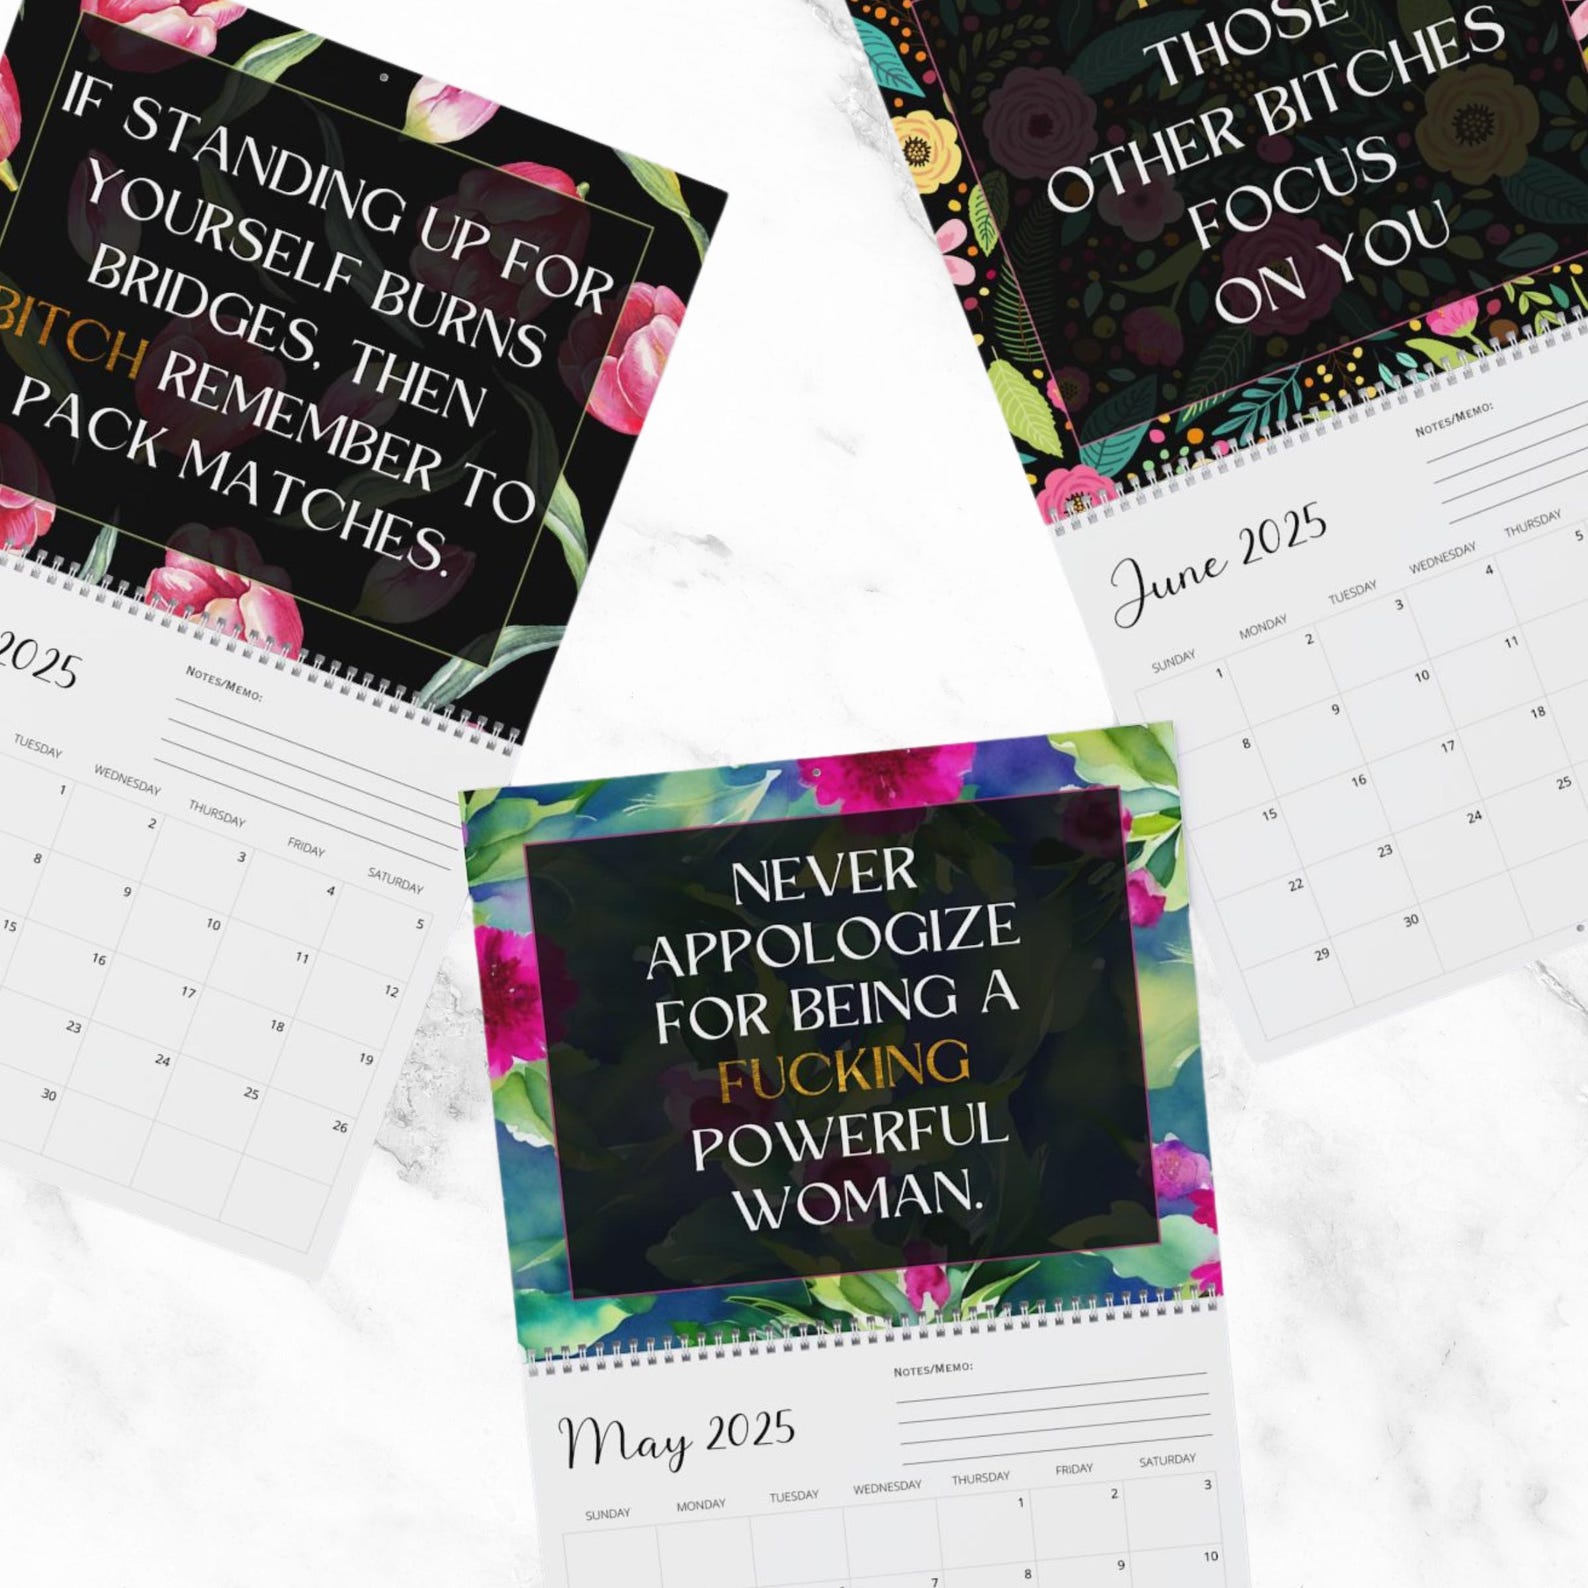 IF STANDING UP FOR
YOURSELF BURNS
BRIDGES, THEN
BITCH REMEMBER TO
PACK MATCHES.
2025
NOTES/MEMO:
TUESDAY WEDNESDAY THURSDAY FRIDAY SATURDAY
1 2 3 4 5
8 9 10 11 12
15 16 17 18 19
23 24 25 26
30
THOSE
OTHER BITCHES
FOCUS
ON YOU
NOTES/MEMO:
June 2025
SUNDAY MONDAY TUESDAY WEDNESDAY THURSDAY
1 2 3 4 5
8 9 10 11
15 16 17 18
22 23 24 25
29 30
NEVER
APPOLOGIZE
FOR BEING A
FUCKING
POWERFUL
WOMAN.
NOTES/MEMO:
May 2025
SUNDAY MONDAY TUESDAY WEDNESDAY THURSDAY FRIDAY SATURDAY
1 2 3
7 8 9 10